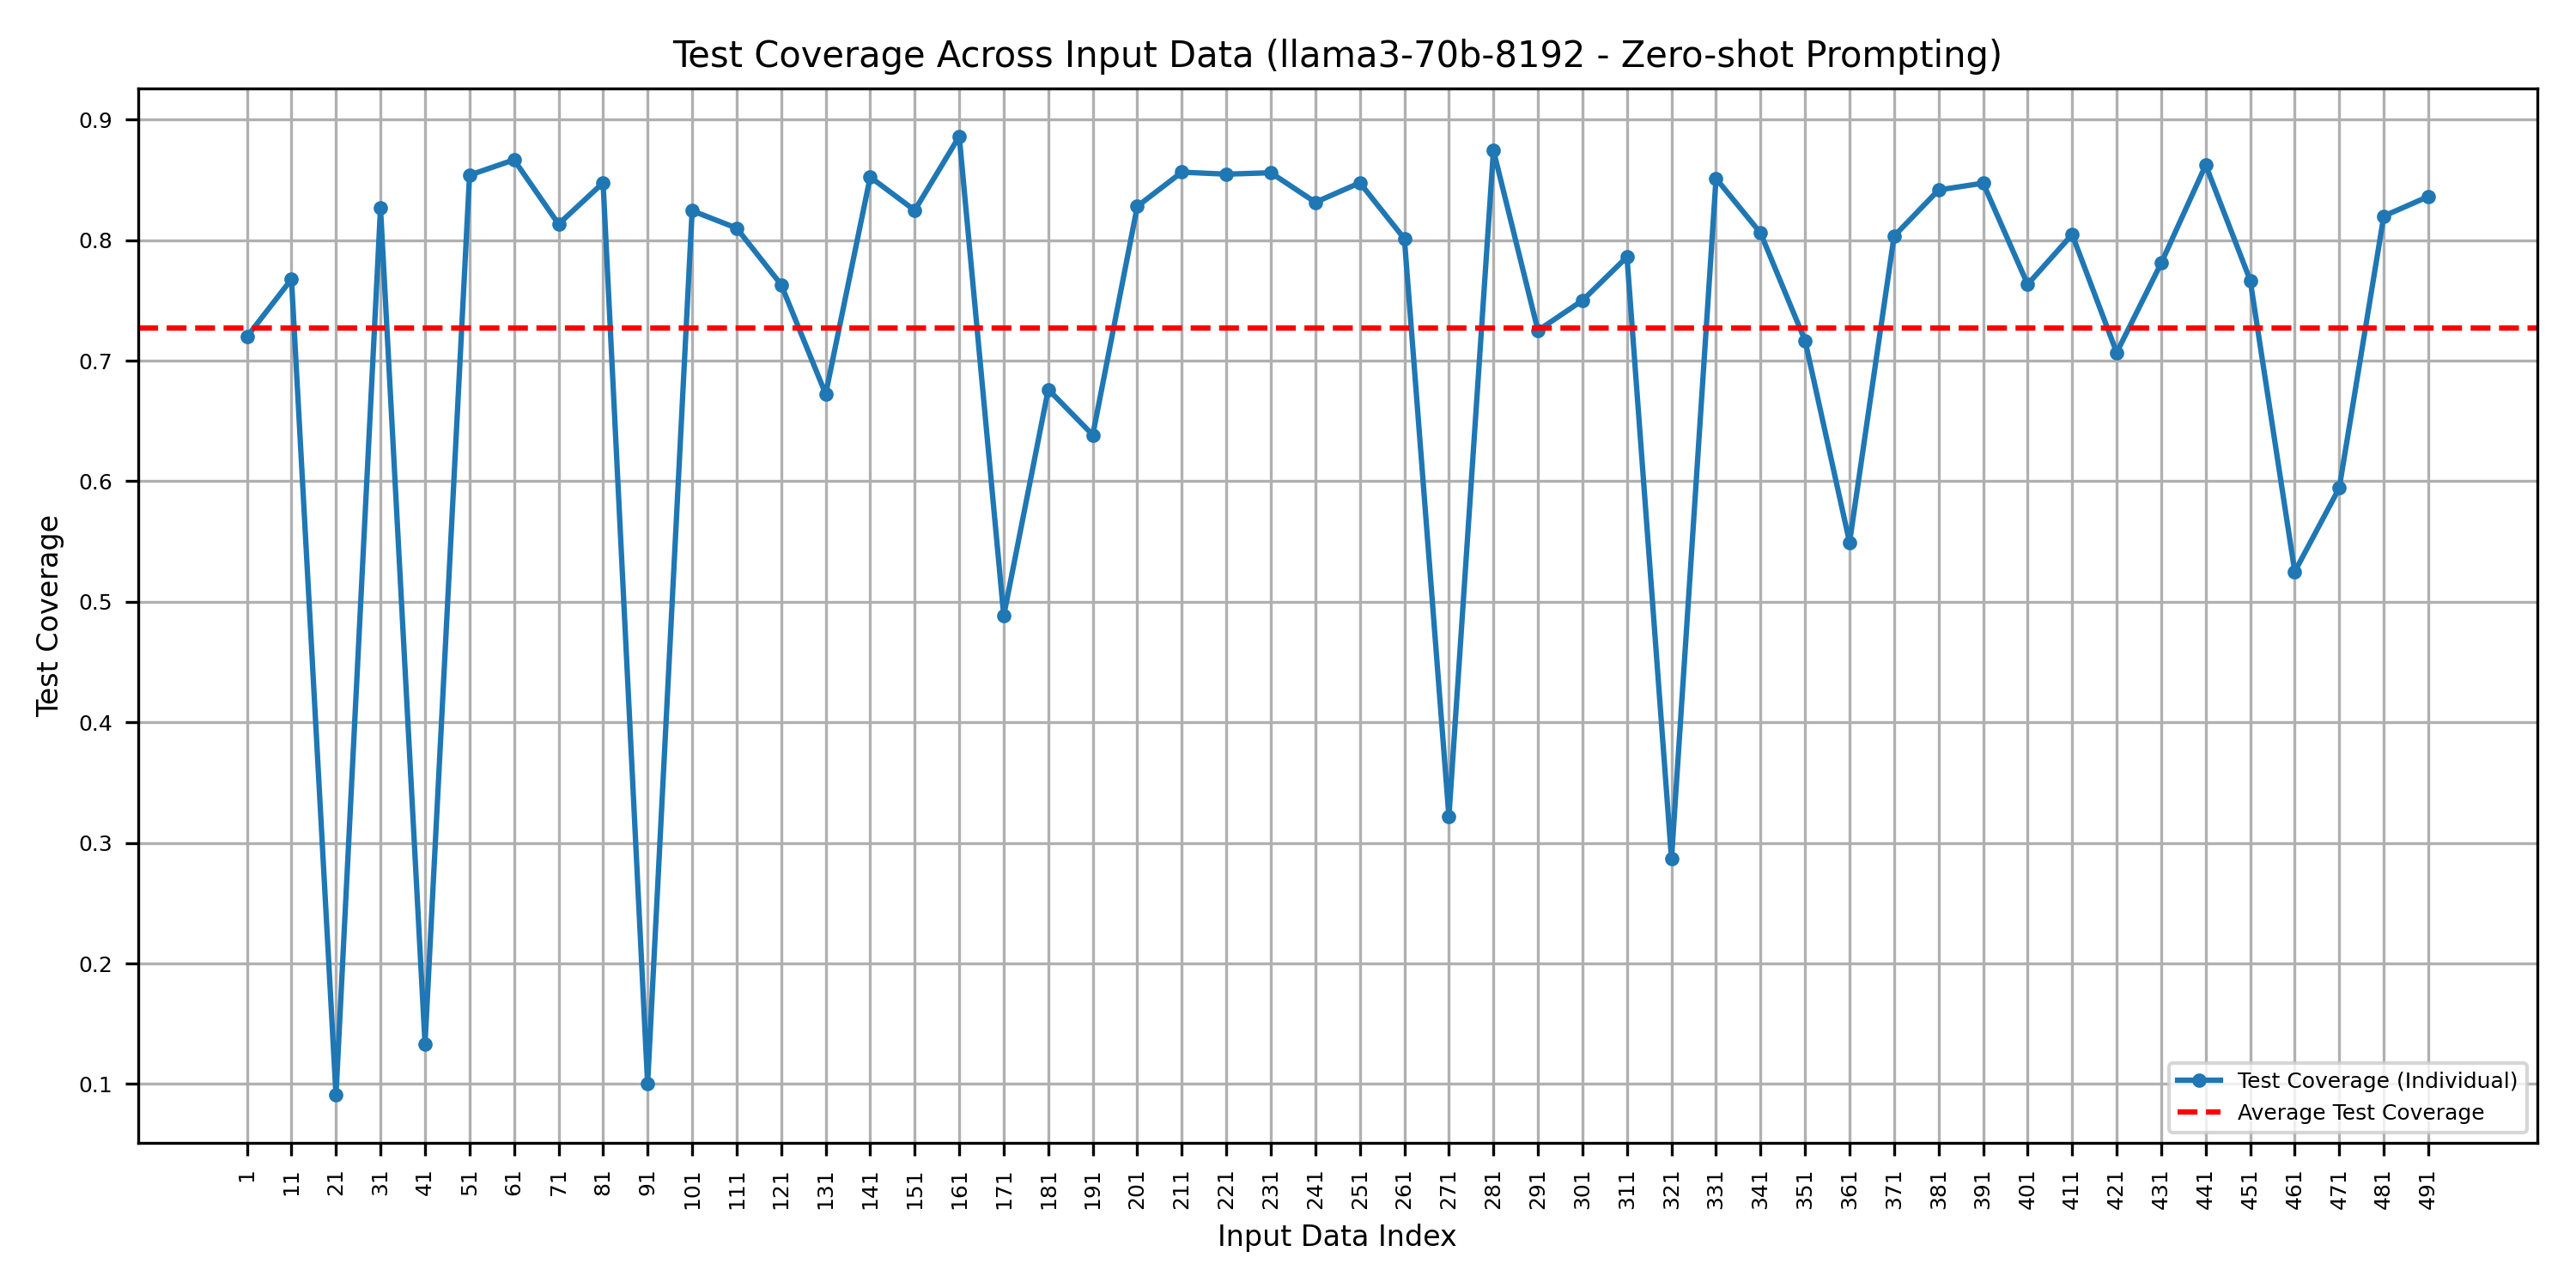 Test Coverage Across Input Data (llama3-70b-8192 - Zero-shot Prompting)
Test Coverage
0.9
0.8
0.7
0.6
0.5
0.4
0.3
0.2
0.1
Test Coverage (Individual)
Average Test Coverage
1 11 21 31 41 51 61 71 81 91 101 111 121 131 141 151 161 171 181 191 201 211 221 231 241 251 261 271 281 291 301 311 321 331 341 351 361 371 381 391 401 411 421 431 441 451 461 471 481 491
Input Data Index